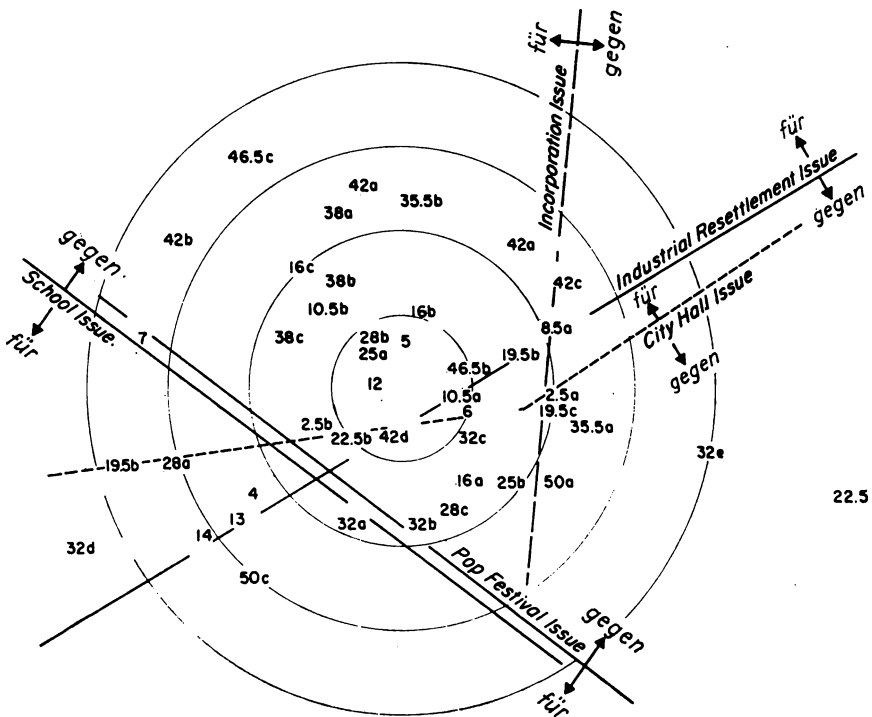 für
gegen
Incorporation Issue
für
Industrial Resettlement Issue
gegen
46.5c
42a
35.5b
38a
42b
42a
gegen.
16c
38b
42c
für
City Hall Issue
School Issue.
10.5b
16b
für
7
38c
28b
5
8.5a
gegen
25a
19.5b
46.5b
12
10.5a
2.5a
6
19.5c
2.5b
22.5b
42d
32c
35.5a
32e
19.5b
28a
16a
25b
50a
4
22.5
28c
13
32a
32b
14
32d
50c
Pop Festival Issue
gegen
für